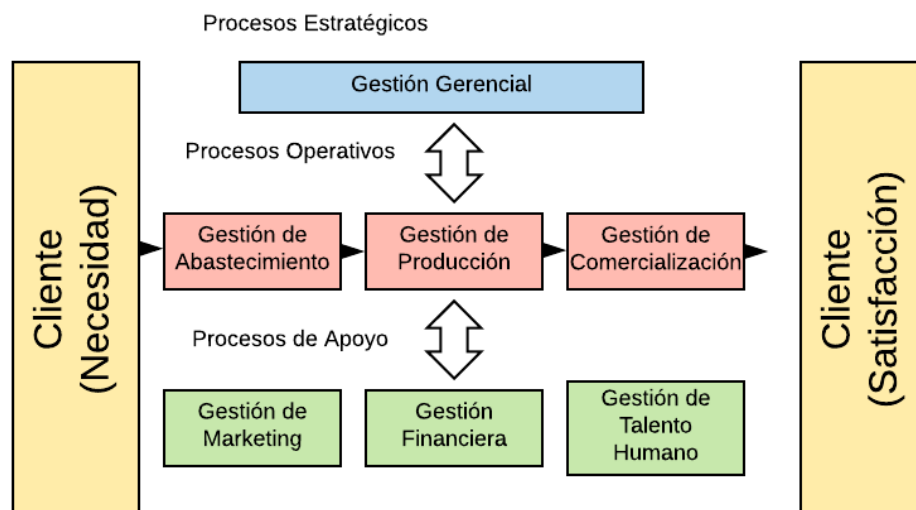 Procesos Estratégicos
Gestión Gerencial
Procesos Operativos
Cliente
(Necesidad)
Gestión de
Abastecimiento
Gestión de
Producción
Gestión de
Comercialización
Cliente
(Satisfacción)
Procesos de Apoyo
Gestión de
Marketing
Gestión
Financiera
Gestión de
Talento
Humano